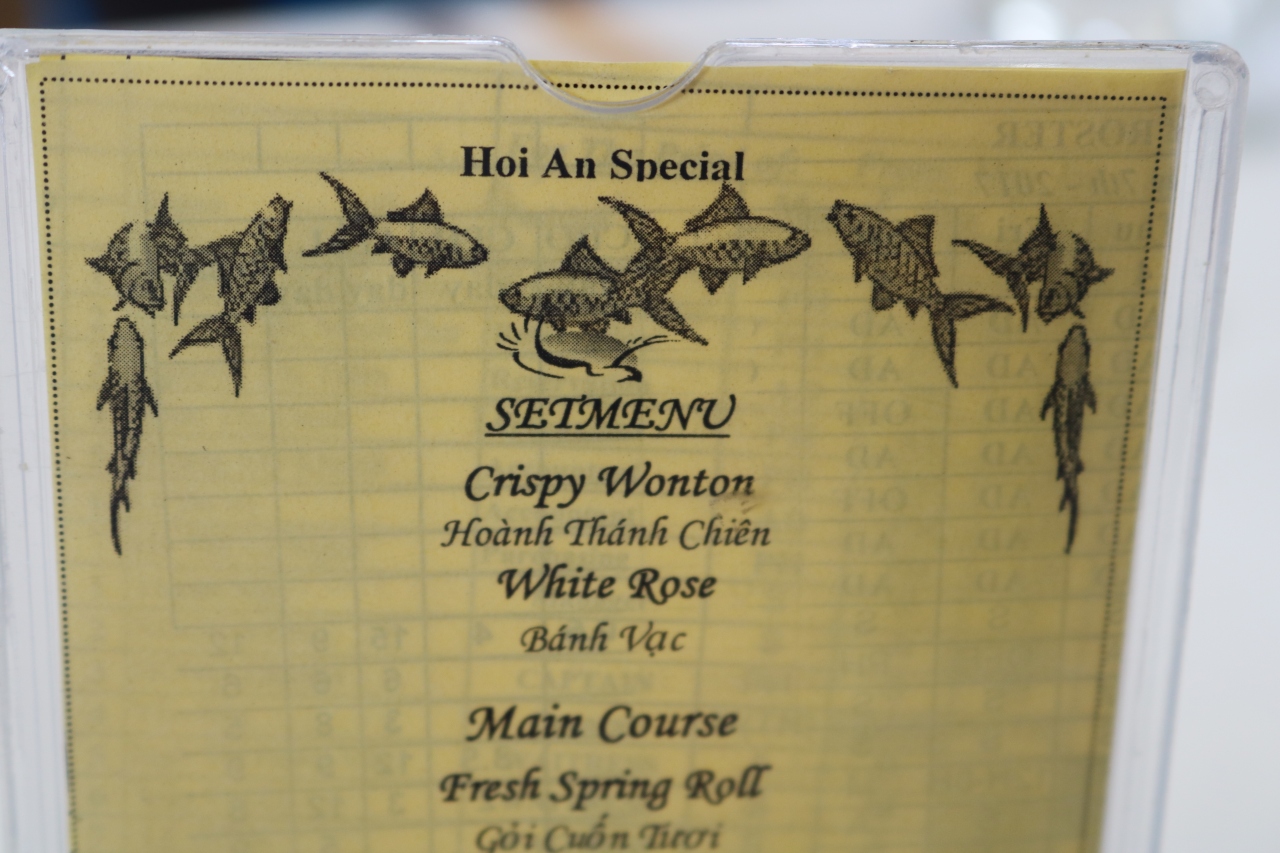 Hoi An Special
SETMENU
Crispy Wonton
Hoành Thánh Chiên
White Rose
Bánh Vạc
Main Course
Fresh Spring Roll
Gỏi Cuốn Tươi